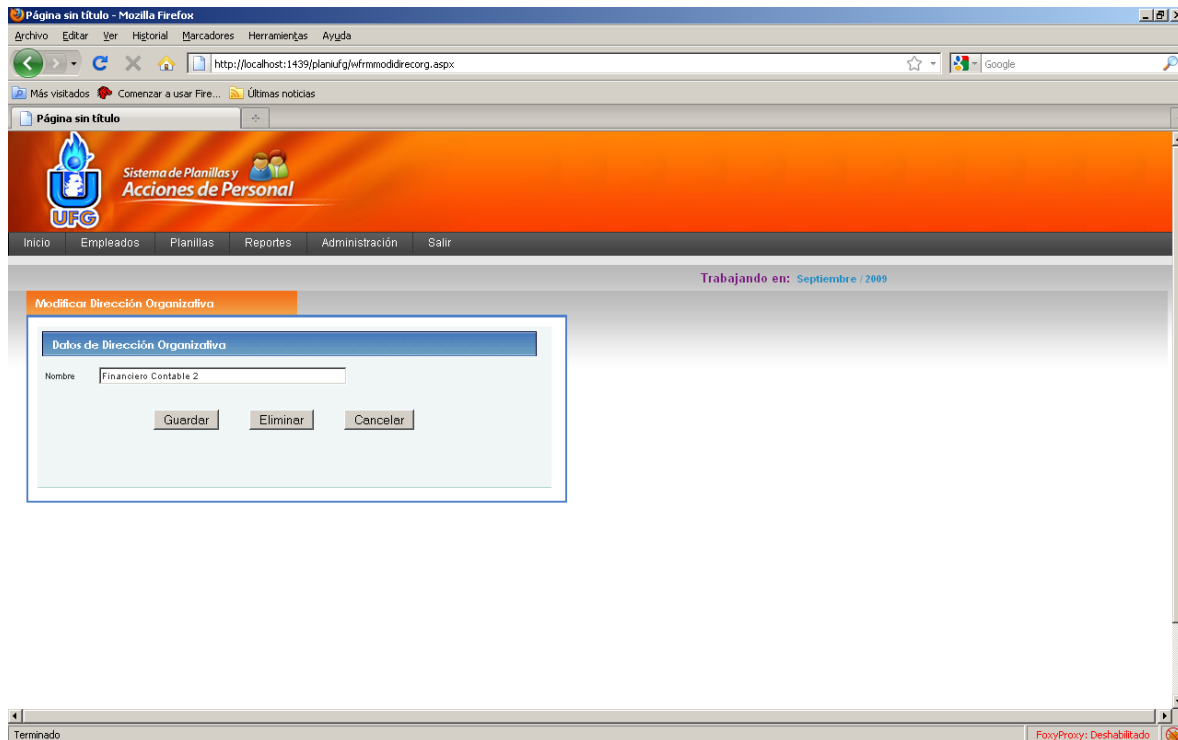 Página sin título - Mozilla Firefox
Archivo Editar Ver Historial Marcadores Herramientas Ayuda
http://localhost:1439/planiufg/wfrmmodidirecorg.aspx Google
Más visitados Comenzar a usar Fire... Últimas noticias
Página sin título
Sistema de Planillas y
Acciones de Personal
UFG
Inicio Empleados Planillas Reportes Administración Salir
Trabajando en: Septiembre / 2009
Modificar Dirección Organizativa
Datos de Dirección Organizativa
Nombre Financiero Contable 2
Guardar Eliminar Cancelar
Terminado FoxyProxy: Deshabilitado